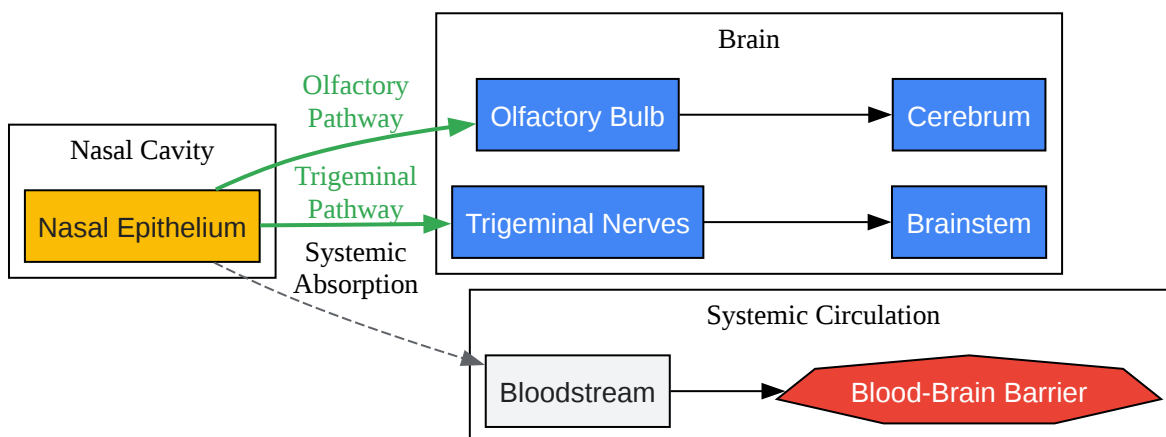 Brain
Olfactory
Pathway
Olfactory Bulb
Cerebrum
Nasal Cavity
Trigeminal
Pathway
Nasal Epithelium
Trigeminal Nerves
Brainstem
Systemic
Absorption
Systemic Circulation
Bloodstream
Blood-Brain Barrier